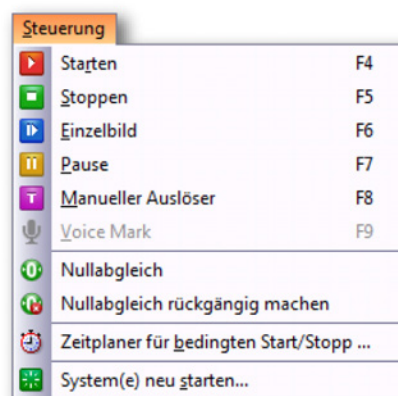 Steuerung
Starten F4
Stoppen F5
Einzelbild F6
Pause F7
Manueller Auslöser F8
Voice Mark F9
Nullabgleich
Nullabgleich rückgängig machen
Zeitplaner für bedingten Start/Stopp ...
System(e) neu starten...